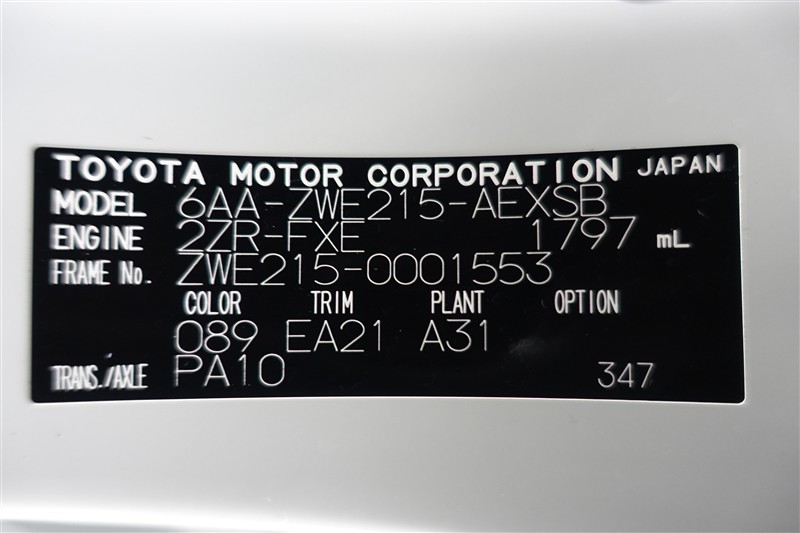 TOYOTA MOTOR CORPORATION JAPAN
MODEL 6AA-ZWE215-AEXSB
ENGINE 2ZR-FXE 1797 mL
FRAME No. ZWE215-0001553
COLOR TRIM PLANT OPTION
089 EA21 A31
TRANS./AXLE PA10 347